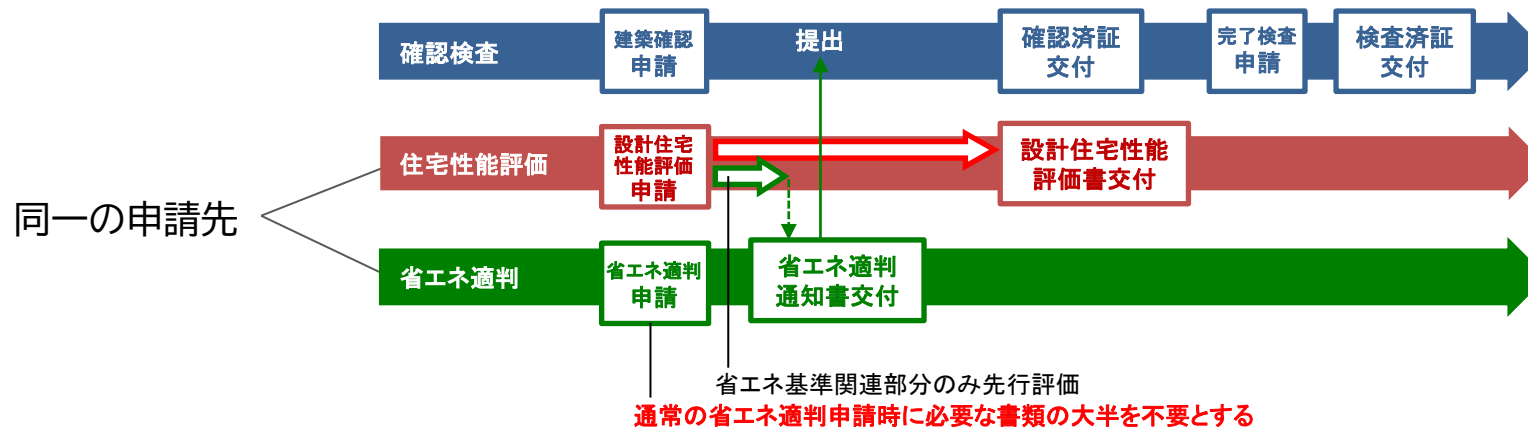 確認検査
建築確認
申請
提出
確認済証
交付
完了検査
申請
検査済証
交付
同一の申請先
住宅性能評価
設計住宅
性能評価
申請
設計住宅性能
評価書交付
省エネ適判
省エネ適判
申請
省エネ適判
通知書交付
省エネ基準関連部分のみ先行評価
通常の省エネ適判申請時に必要な書類の大半を不要とする